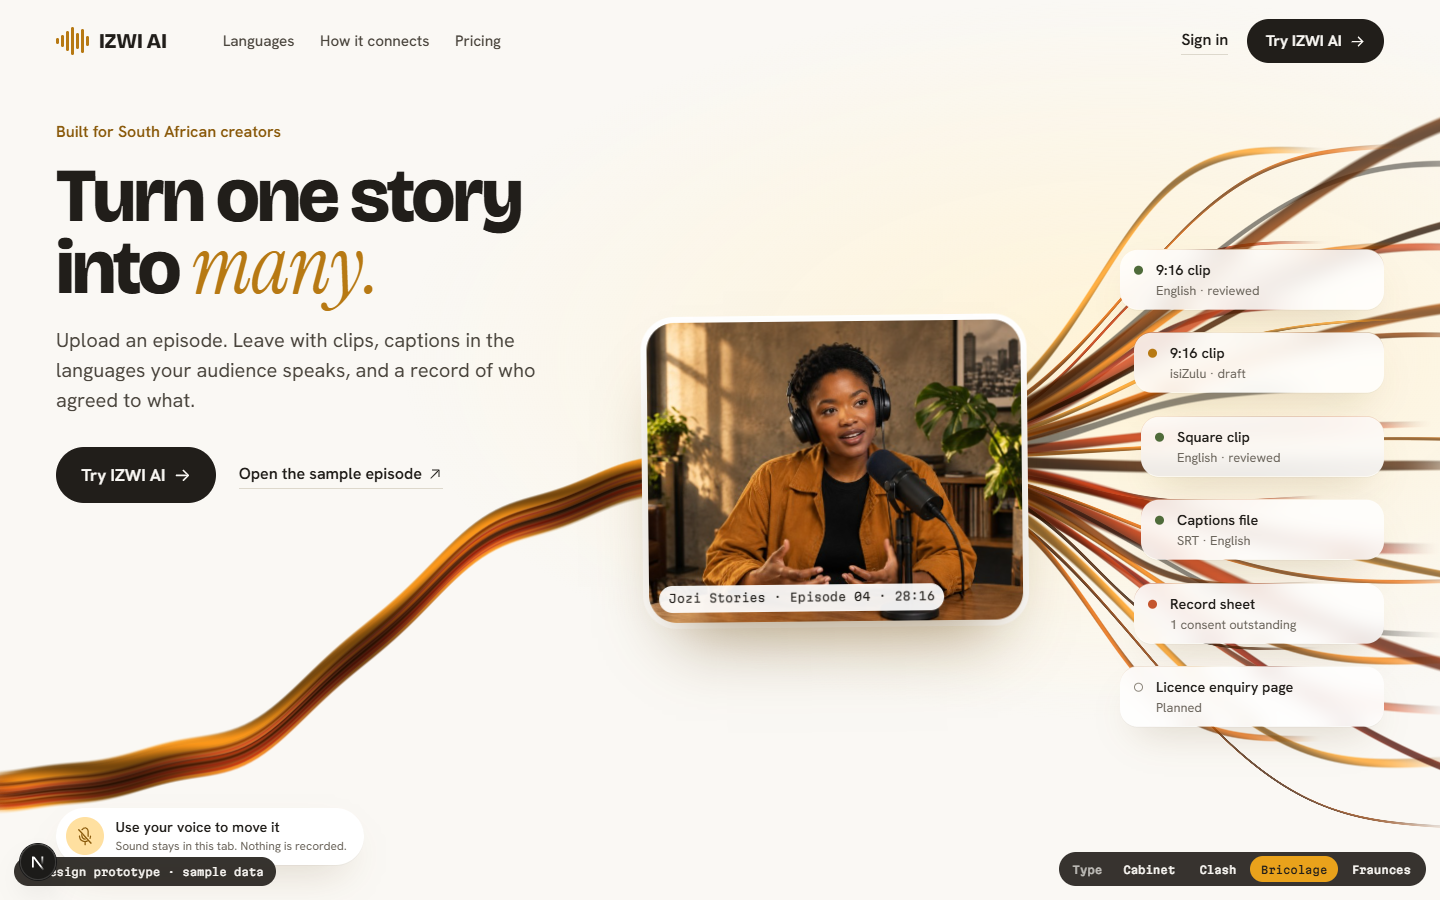 IZWI AI
Languages
How it connects
Pricing
Sign in
Try IZWI AI →
Built for South African creators
Turn one story
into many.
Upload an episode. Leave with clips, captions in the
languages your audience speaks, and a record of who
agreed to what.
Try IZWI AI →
Open the sample episode ↗
Jozi Stories · Episode 04 · 28:16
9:16 clip
English · reviewed
9:16 clip
isiZulu · draft
Square clip
English · reviewed
Captions file
SRT · English
Record sheet
1 consent outstanding
Licence enquiry page
Planned
Use your voice to move it
Sound stays in this tab. Nothing is recorded.
N
prototype · sample data
Type
Cabinet
Clash
Bricolage
Fraunces